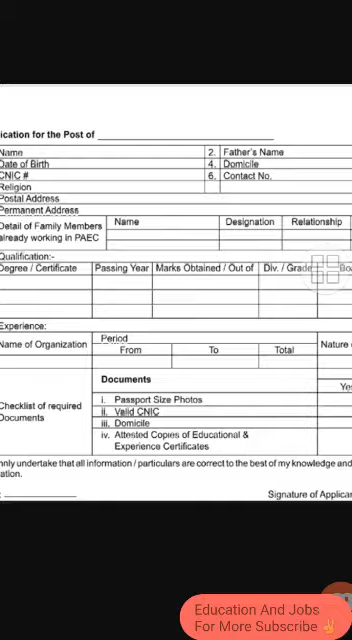 ication for the Post of
Name 2. Father's Name
Date of Birth 4. Domicile
CNIC # 6. Contact No.
Religion
Postal Address
Permanent Address
Detail of Family Members already working in PAEC Name Designation Relationship
Qualification:-
Degree / Certificate Passing Year Marks Obtained / Out of Div. / Grade Boa
Experience:
Name of Organization Period Nature
From To Total
Checklist of required Documents
Documents
Yes
i. Passport Size Photos
ii. Valid CNIC
iii. Domicile
iv. Attested Copies of Educational &
Experience Certificates
nnly undertake that all information / particulars are correct to the best of my knowledge and
ation.
: Signature of Applican
Education And Jobs
For More Subscribe ✌